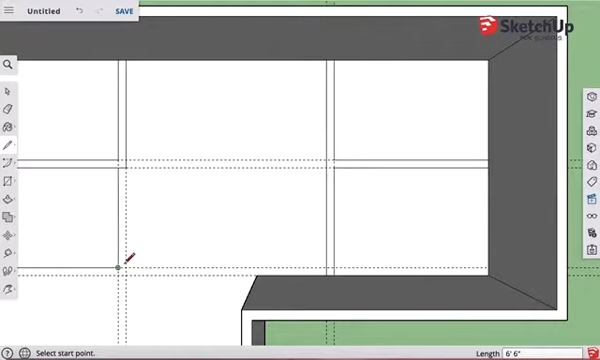 Untitled
SAVE
SketchUp
FOR SCHOOLS
Select start point.
Length 6' 6"